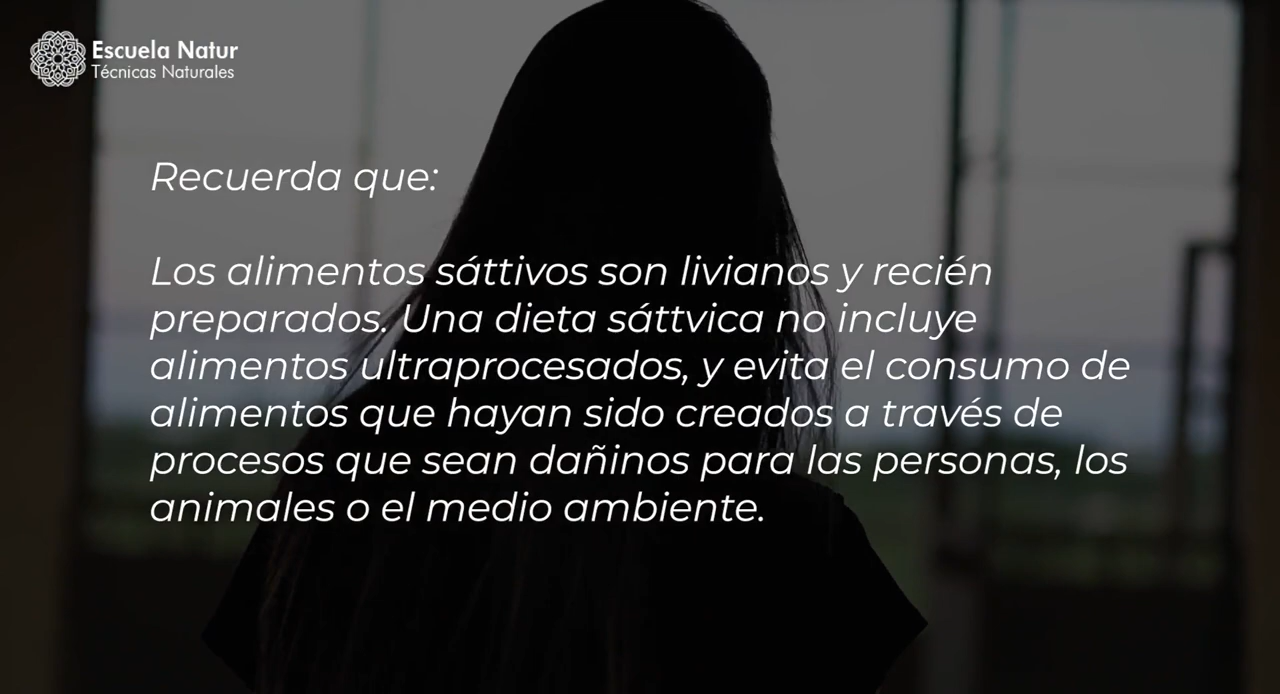 Escuela Natur
Técnicas Naturales
Recuerda que:
Los alimentos sáttivos son livianos y recién
preparados. Una dieta sáttvica no incluye
alimentos ultraprocesados, y evita el consumo de
alimentos que hayan sido creados a través de
procesos que sean dañinos para las personas, los
animales o el medio ambiente.